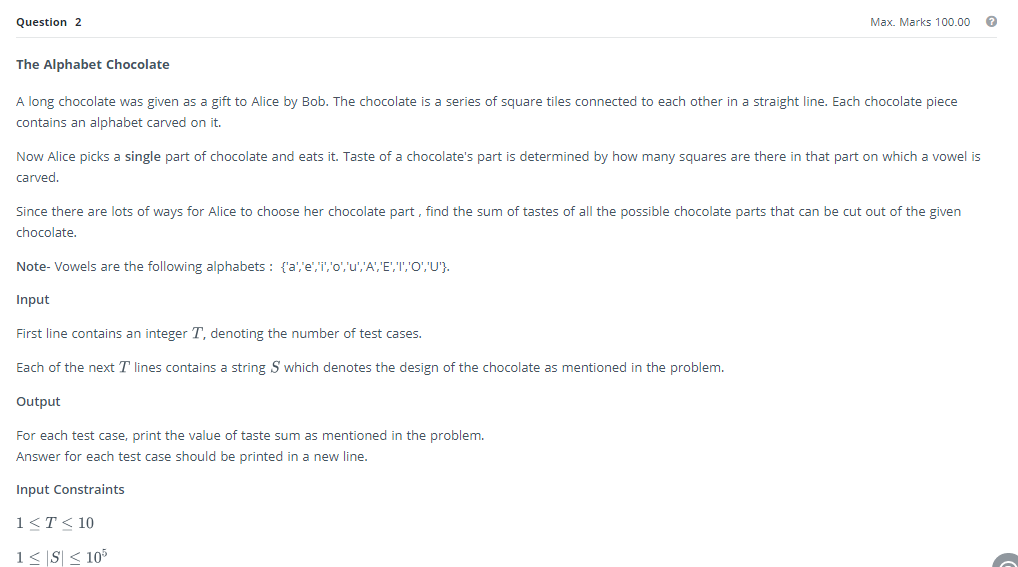 Question 2
Max. Marks 100.00
The Alphabet Chocolate
A long chocolate was given as a gift to Alice by Bob. The chocolate is a series of square tiles connected to each other in a straight line. Each chocolate piece
contains an alphabet carved on it.
Now Alice picks a single part of chocolate and eats it. Taste of a chocolate's part is determined by how many squares are there in that part on which a vowel is
carved.
Since there are lots of ways for Alice to choose her chocolate part , find the sum of tastes of all the possible chocolate parts that can be cut out of the given
chocolate.
Note- Vowels are the following alphabets : {'a','e','i','o','u','A','E','I','O','U'}.
Input
First line contains an integer T, denoting the number of test cases.
Each of the next T lines contains a string S which denotes the design of the chocolate as mentioned in the problem.
Output
For each test case, print the value of taste sum as mentioned in the problem.
Answer for each test case should be printed in a new line.
Input Constraints
1 ≤ T ≤ 10
1 ≤ |S| ≤ 10⁵